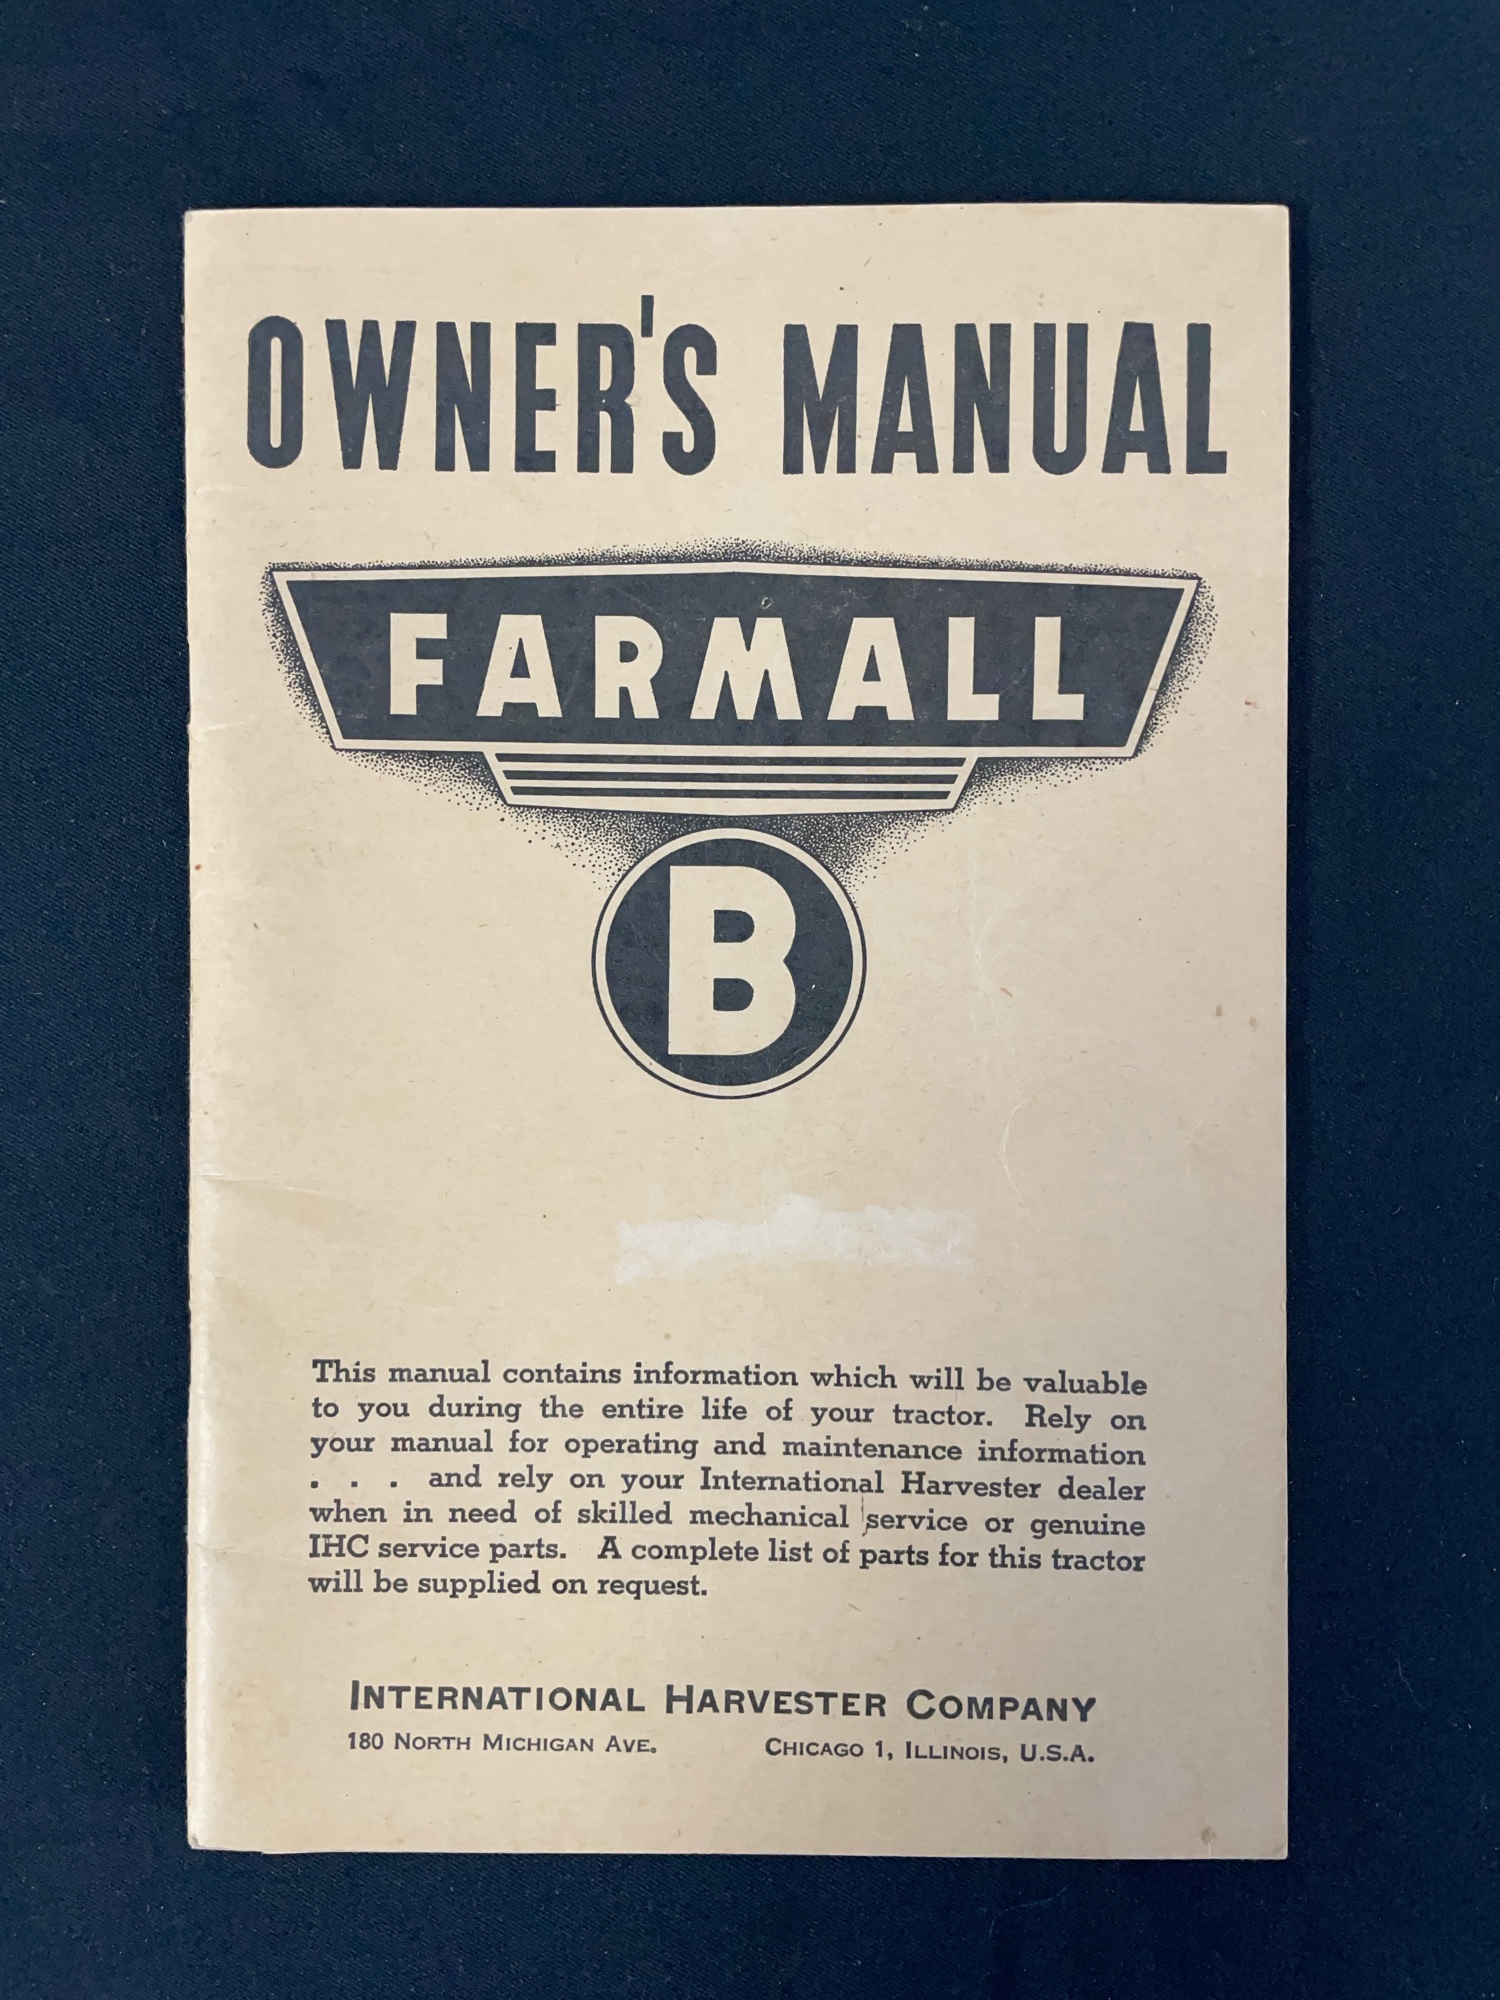 OWNER'S MANUAL
FARMALL
B
This manual contains information which will be valuable
to you during the entire life of your tractor. Rely on
your manual for operating and maintenance information
. . . and rely on your International Harvester dealer
when in need of skilled mechanical service or genuine
IHC service parts. A complete list of parts for this tractor
will be supplied on request.
INTERNATIONAL HARVESTER COMPANY
180 NORTH MICHIGAN AVE. CHICAGO 1, ILLINOIS, U.S.A.